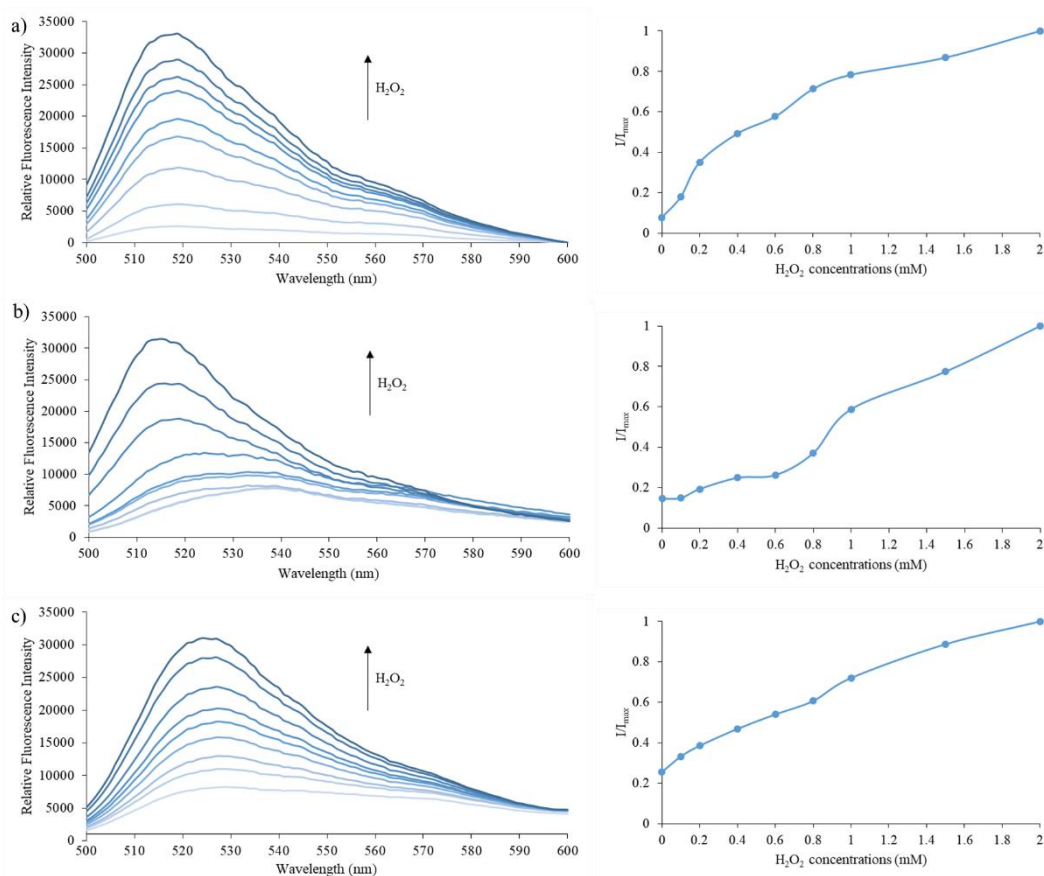 a)
35000
30000
25000
20000
15000
10000
5000
0
Relative Fluorescence Intensity
H₂O₂
500 510 520 530 540 550 560 570 580 590 600
Wavelength (nm)
1
0.8
0.6
0.4
0.2
0
I/Imax
0 0.2 0.4 0.6 0.8 1 1.2 1.4 1.6 1.8 2
H₂O₂ concentrations (mM)
b)
35000
30000
25000
20000
15000
10000
5000
0
Relative Fluorescence Intensity
H₂O₂
500 510 520 530 540 550 560 570 580 590 600
Wavelength (nm)
1
0.8
0.6
0.4
0.2
0
I/Imax
0 0.2 0.4 0.6 0.8 1 1.2 1.4 1.6 1.8 2
H₂O₂ concentrations (mM)
c)
35000
30000
25000
20000
15000
10000
5000
0
Relative Fluorescence Intensity
H₂O₂
500 510 520 530 540 550 560 570 580 590 600
Wavelength (nm)
1
0.8
0.6
0.4
0.2
0
I/Imax
0 0.2 0.4 0.6 0.8 1 1.2 1.4 1.6 1.8 2
H₂O₂ concentrations (mM)